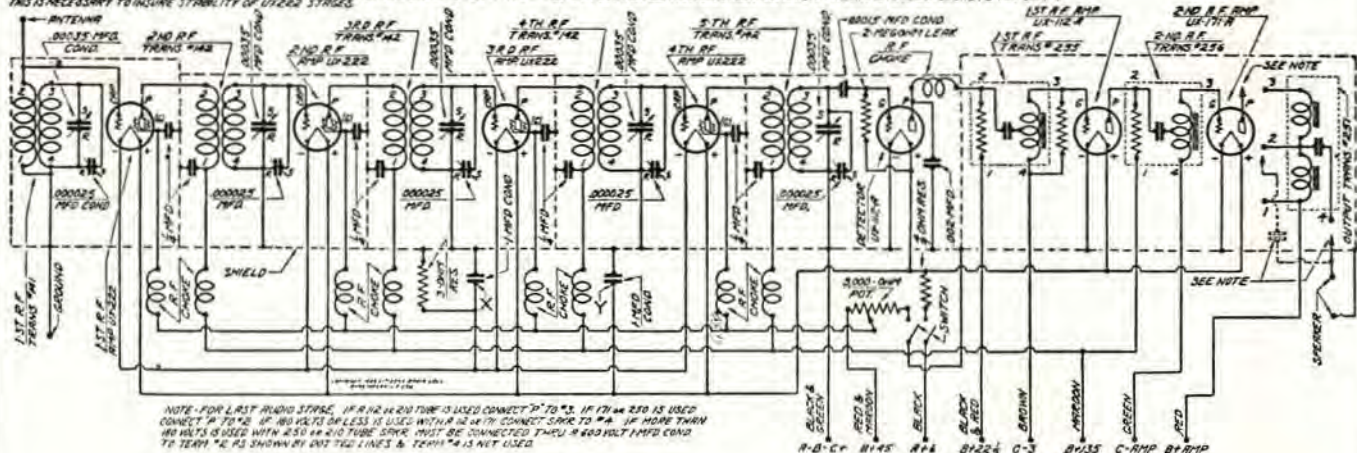 THIS IS NECESSARY TO INSURE STABILITY OF UX222 STAGES
ANTENNA
.00035 MFD.
COND.
2ND R.F.
TRANS. #142
.00035
MFD COND
2ND R.F.
AMP UX222
3RD R.F.
TRANS. #142
.00035
MFD COND
4TH R.F.
TRANS. #142
3RD RF
AMP UX222
.00035
MFD COND
5TH R.F.
TRANS. #142
4TH RF
AMP UX222
.00035
MFD COND
.00015 MFD COND.
2-MEGOHM LEAK
R.F.
CHOKE
1ST R.F.
TRANS #255
1ST R.F. AMP
UX-112-A
2ND R.F.
TRANS #256
2ND R.F. AMP
UX-171-A
SEE NOTE
.000025
MFD COND
.000025
MFD.
.000025
MFD.
.000025
MFD.
.000025
MFD.
1ST R.F.
TRANS #141
GROUND
1ST R.F.
AMP UX222
SHIELD
R.F.
CHOKE
R.F.
CHOKE
RES.
1 MFD COND
X
R.F.
CHOKE
Y
1 MFD
COND
R.F.
CHOKE
DETECTOR
UX-112-A
OHM RES.
.002 MFD
3,000-OHM
POT.
SWITCH
SEE NOTE
SPEAKER
OUTPUT TRANS #251
NOTE - FOR LAST AUDIO STAGE, IF A 112 OR 210 TUBE IS USED CONNECT "P" TO #3. IF 171 OR 250 IS USED
CONNECT "P" TO #2. IF 180 VOLTS OR LESS IS USED WITH A 112 OR 171 CONNECT SPKR TO #4. IF MORE THAN
180 VOLTS IS USED WITH 250 OR 210 TUBE SPKR. MUST BE CONNECTED THRU A 600 VOLT 1-MFD COND.
TO TERM. #2, AS SHOWN BY DOTTED LINES & TERM #4 IS NOT USED.
BLACK & GREEN
RED & MAROON
BLACK
BLACK & RED
BROWN
MAROON
GREEN
RED
A-B-C+ B+45 A+6 B+22½ C-3 B+135 C-AMP B+AMP